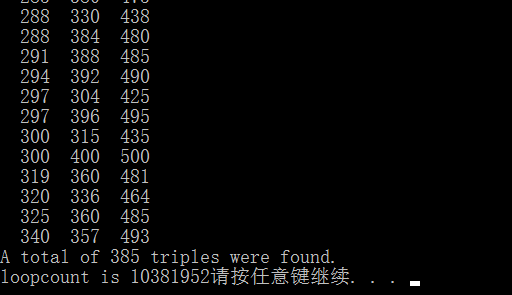 288 330 438
288 384 480
291 388 485
294 392 490
297 304 425
297 396 495
300 315 435
300 400 500
319 360 481
320 336 464
325 360 485
340 357 493
A total of 385 triples were found.
loopcount is 10381952请按任意键继续. . .